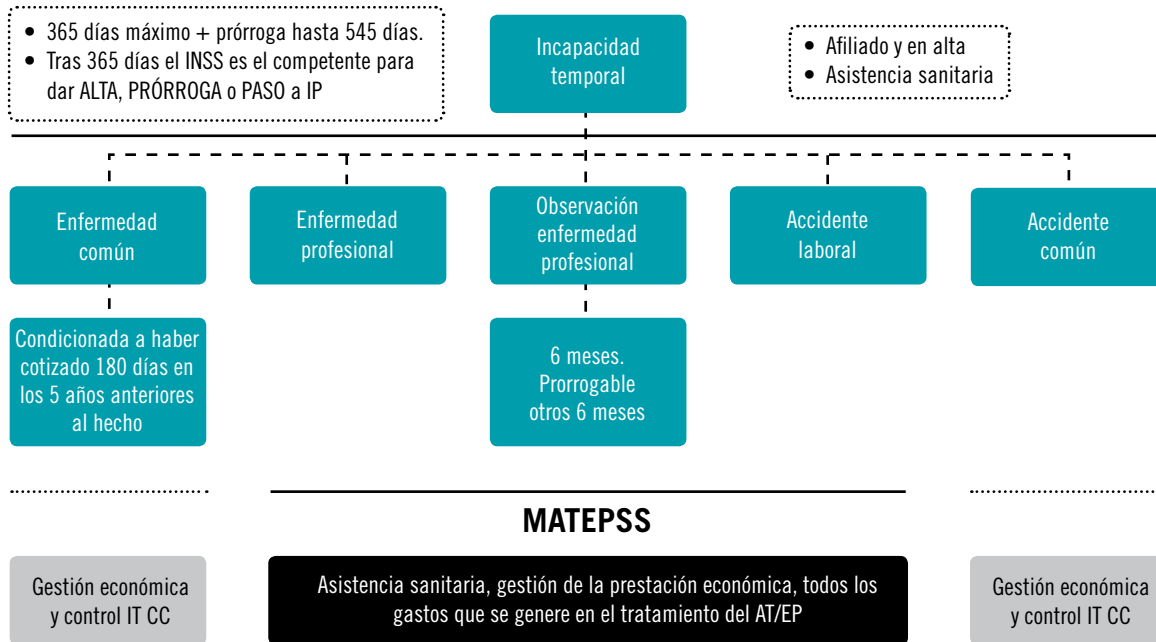 • 365 días máximo + prórroga hasta 545 días.
• Tras 365 días el INSS es el competente para
dar ALTA, PRÓRROGA o PASO a IP
Incapacidad
temporal
• Afiliado y en alta
• Asistencia sanitaria
Enfermedad
común
Enfermedad
profesional
Observación
enfermedad
profesional
Accidente
laboral
Accidente
común
Condicionada a haber
cotizado 180 días en
los 5 años anteriores
al hecho
6 meses.
Prorrogable
otros 6 meses
MATEPSS
Gestión económica
y control IT CC
Asistencia sanitaria, gestión de la prestación económica, todos los
gastos que se genere en el tratamiento del AT/EP
Gestión económica
y control IT CC